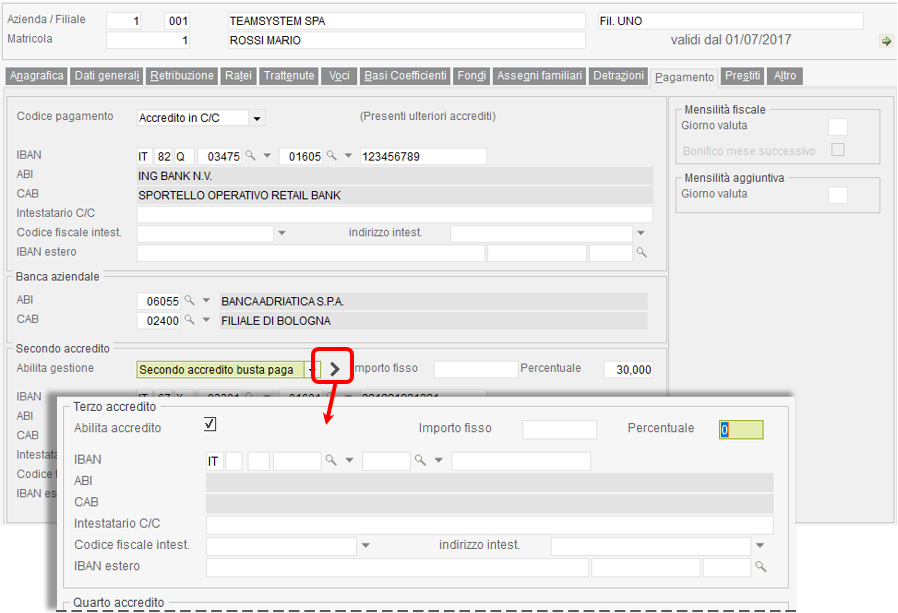 Azienda / Filiale 1 001 TEAMSYSTEM SPA Fil. UNO
Matricola 1 ROSSI MARIO validi dal 01/07/2017
Anagrafica Dati generali Retribuzione Ratei Trattenute Voci Basi Coefficienti Fondi Assegni familiari Detrazioni Pagamento Prestiti Altro
Codice pagamento Accredito in C/C (Presenti ulteriori accrediti)
IBAN IT 82 Q 03475 01605 123456789
ABI ING BANK N.V.
CAB SPORTELLO OPERATIVO RETAIL BANK
Intestatario C/C
Codice fiscale intest. indirizzo intest.
IBAN estero
Mensilità fiscale
Giorno valuta
Bonifico mese successivo
Mensilità aggiuntiva
Giorno valuta
Banca aziendale
ABI 06055 BANCA ADRIATICA S.P.A.
CAB 02400 FILIALE DI BOLOGNA
Secondo accredito
Abilita gestione Secondo accredito busta paga Importo fisso Percentuale 30,000
IBAN IT
ABI
CAB
Intesta
Codice f
IBAN es
Terzo accredito
Abilita accredito Importo fisso Percentuale 0
IBAN IT
ABI
CAB
Intestatario C/C
Codice fiscale intest. indirizzo intest.
IBAN estero
Quarto accredito